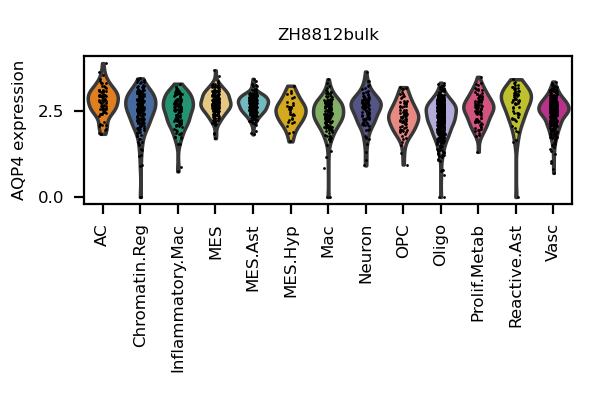 ZH8812bulk
AQP4 expression
2.5
0.0
AC
Chromatin.Reg
Inflammatory.Mac
MES
MES.Ast
MES.Hyp
Mac
Neuron
OPC
Oligo
Prolif.Metab
Reactive.Ast
Vasc